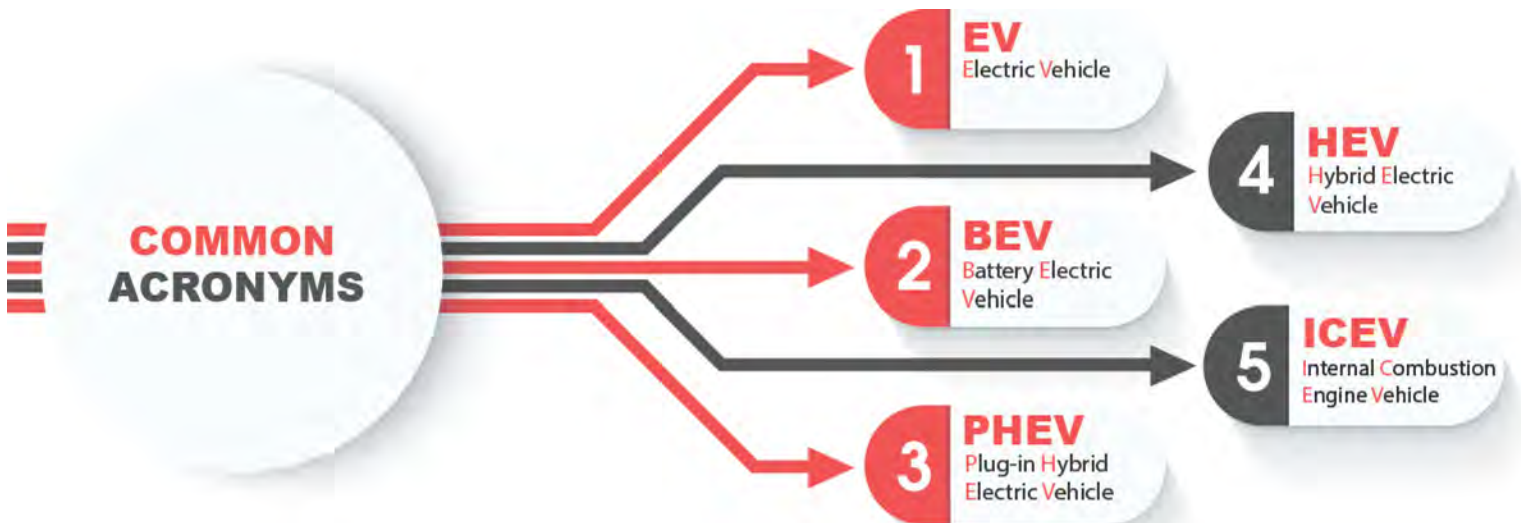 COMMON
ACRONYMS
1
EV
Electric Vehicle
2
BEV
Battery Electric
Vehicle
3
PHEV
Plug-in Hybrid
Electric Vehicle
4
HEV
Hybrid Electric
Vehicle
5
ICEV
Internal Combustion
Engine Vehicle